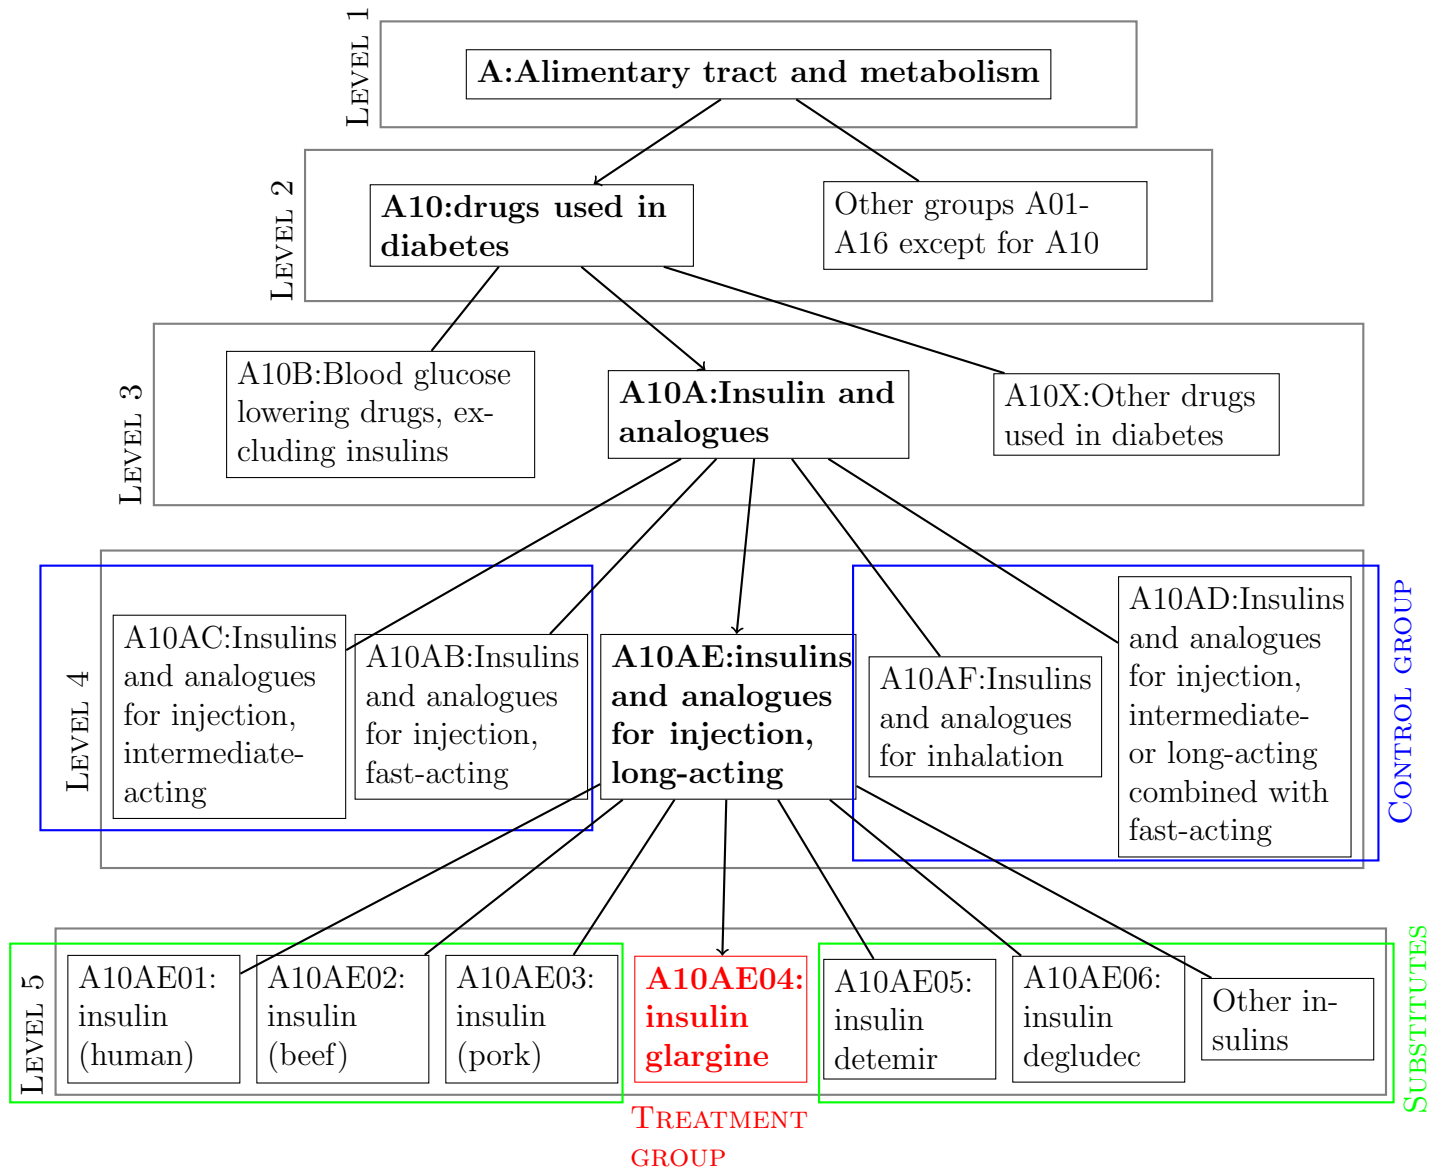 LEVEL 1
A:Alimentary tract and metabolism
LEVEL 2
A10:drugs used in
diabetes
Other groups A01-
A16 except for A10
LEVEL 3
A10B:Blood glucose
lowering drugs, ex-
cluding insulins
A10A:Insulin and
analogues
A10X:Other drugs
used in diabetes
LEVEL 4
A10AC:Insulins
and analogues
for injection,
intermediate-
acting
A10AB:Insulins
and analogues
for injection,
fast-acting
A10AE:insulins
and analogues
for injection,
long-acting
A10AF:Insulins
and analogues
for inhalation
A10AD:Insulins
and analogues
for injection,
intermediate-
or long-acting
combined with
fast-acting
CONTROL GROUP
LEVEL 5
A10AE01:
insulin
(human)
A10AE02:
insulin
(beef)
A10AE03:
insulin
(pork)
A10AE04:
insulin
glargine
A10AE05:
insulin
detemir
A10AE06:
insulin
degludec
Other in-
sulins
SUBSTITUTES
TREATMENT
GROUP